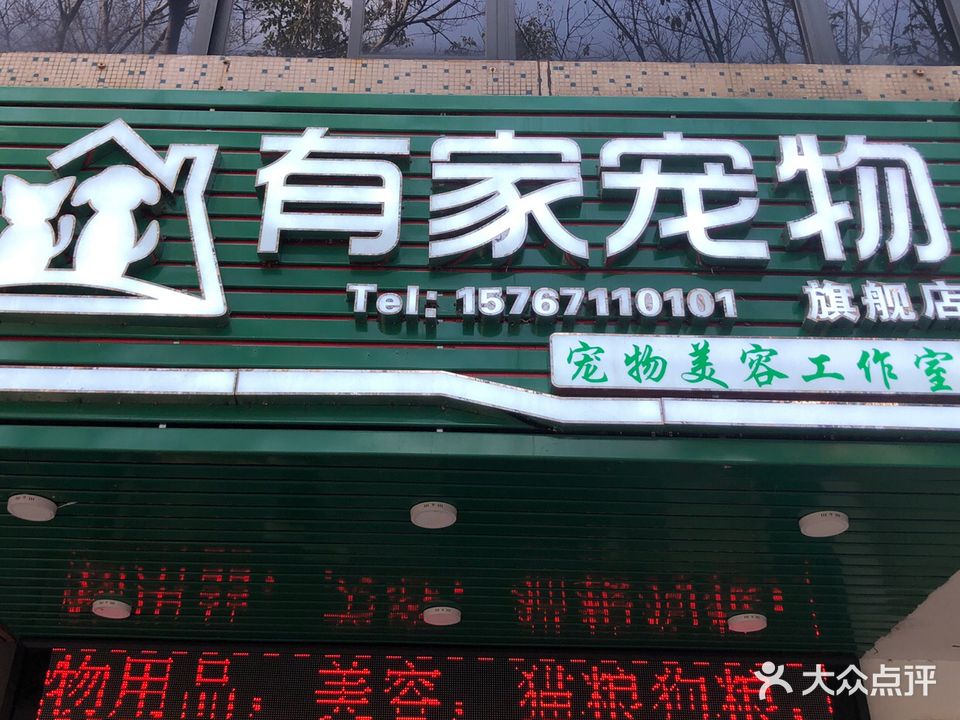 有家宠物
Tel: 15767110101 旗舰店
宠物美容工作室
物用品, 美容, 猫粮狗粮,
大众点评